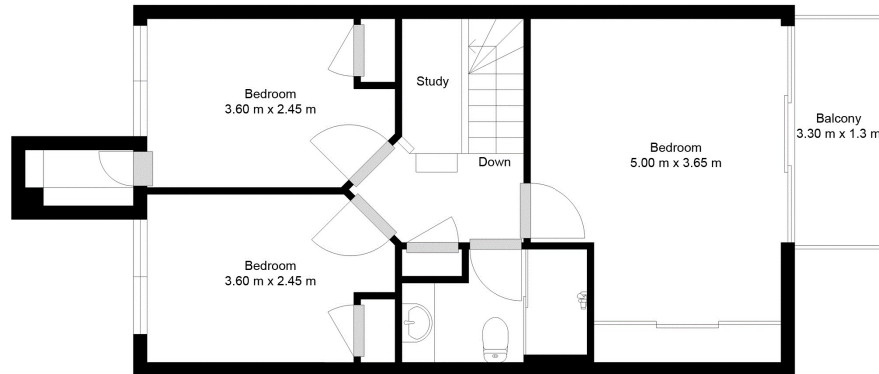 Bedroom
3.60 m x 2.45 m
Study
Down
Bedroom
5.00 m x 3.65 m
Balcony
3.30 m x 1.3 m
Bedroom
3.60 m x 2.45 m